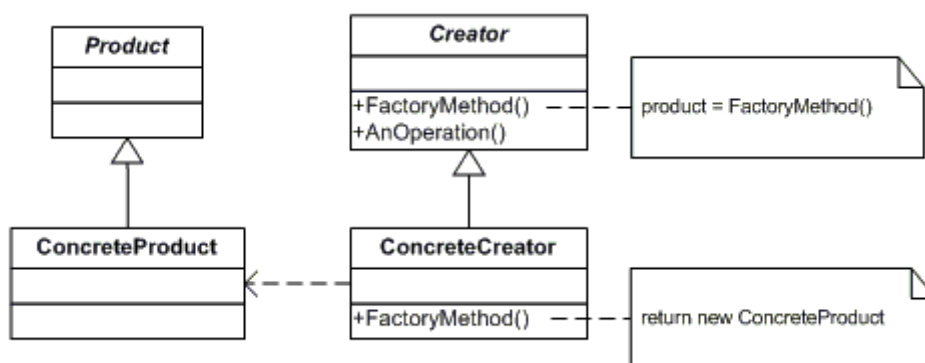 Product
Creator
+FactoryMethod()
+AnOperation()
product = FactoryMethod()
ConcreteProduct
ConcreteCreator
+FactoryMethod()
return new ConcreteProduct